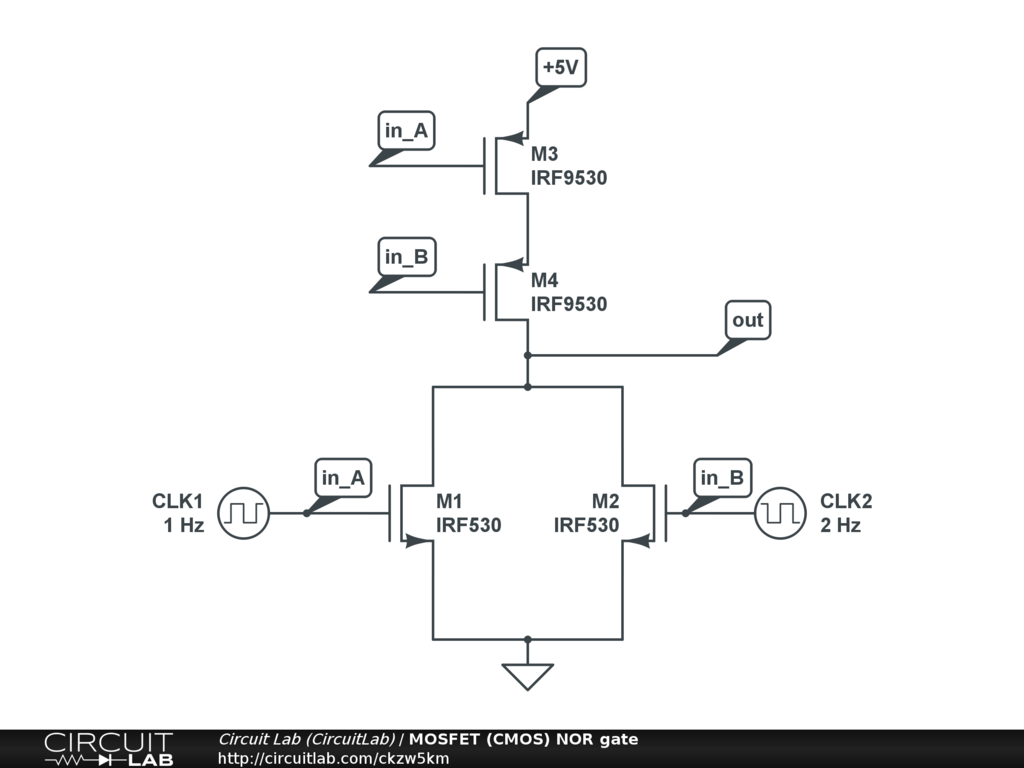 +5V
in_A
M3
IRF9530
in_B
M4
IRF9530
out
in_A
in_B
CLK1
1 Hz
M1
IRF530
M2
IRF530
CLK2
2 Hz
CIRCUIT
LAB
Circuit Lab (CircuitLab) / MOSFET (CMOS) NOR gate
http://circuitlab.com/ckzw5km